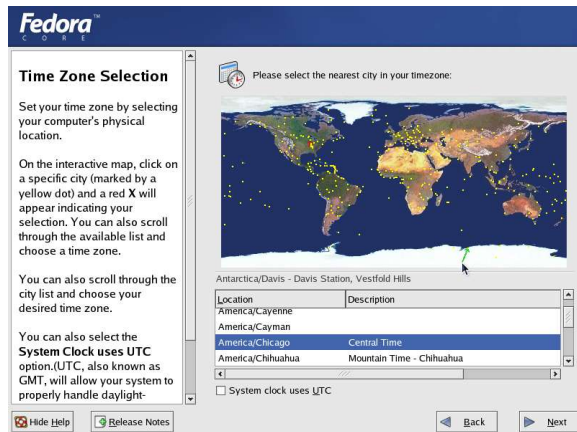 Fedora™
CORE
Time Zone Selection
Set your time zone by selecting
your computer's physical
location.
On the interactive map, click on
a specific city (marked by a
yellow dot) and a red X will
appear indicating your
selection. You can also scroll
through the available list and
choose a time zone.
You can also scroll through the
city list and choose your
desired time zone.
You can also select the
System Clock uses UTC
option.(UTC, also known as
GMT, will allow your system to
properly handle daylight-
Please select the nearest city in your timezone:
Antarctica/Davis - Davis Station, Vestfold Hills
Location Description
America/Cayenne
America/Cayman
America/Chicago Central Time
America/Chihuahua Mountain Time - Chihuahua
System clock uses UTC
Hide Help Release Notes Back Next